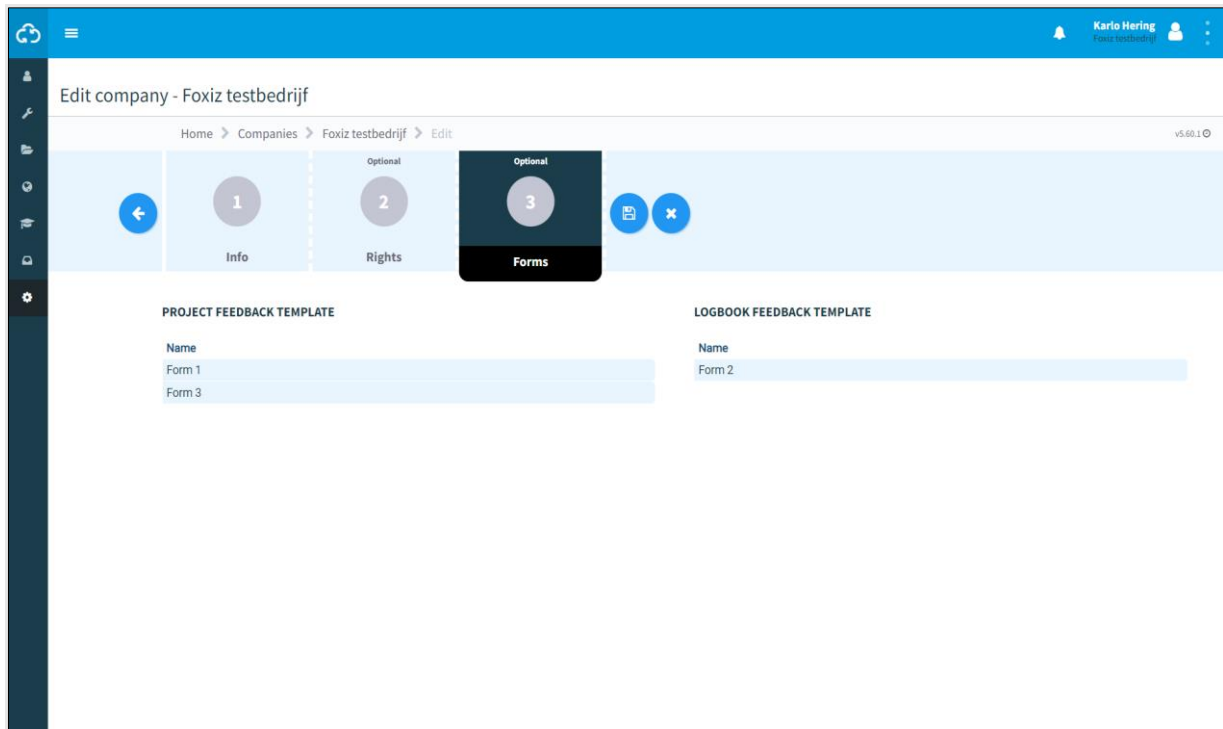 Karlo Hering
Foxiz testbedrijf
Edit company - Foxiz testbedrijf
Home Companies Foxiz testbedrijf Edit
v5.60.1
Optional
Optional
1
2
3
Info
Rights
Forms
PROJECT FEEDBACK TEMPLATE
LOGBOOK FEEDBACK TEMPLATE
Name
Name
Form 1
Form 2
Form 3